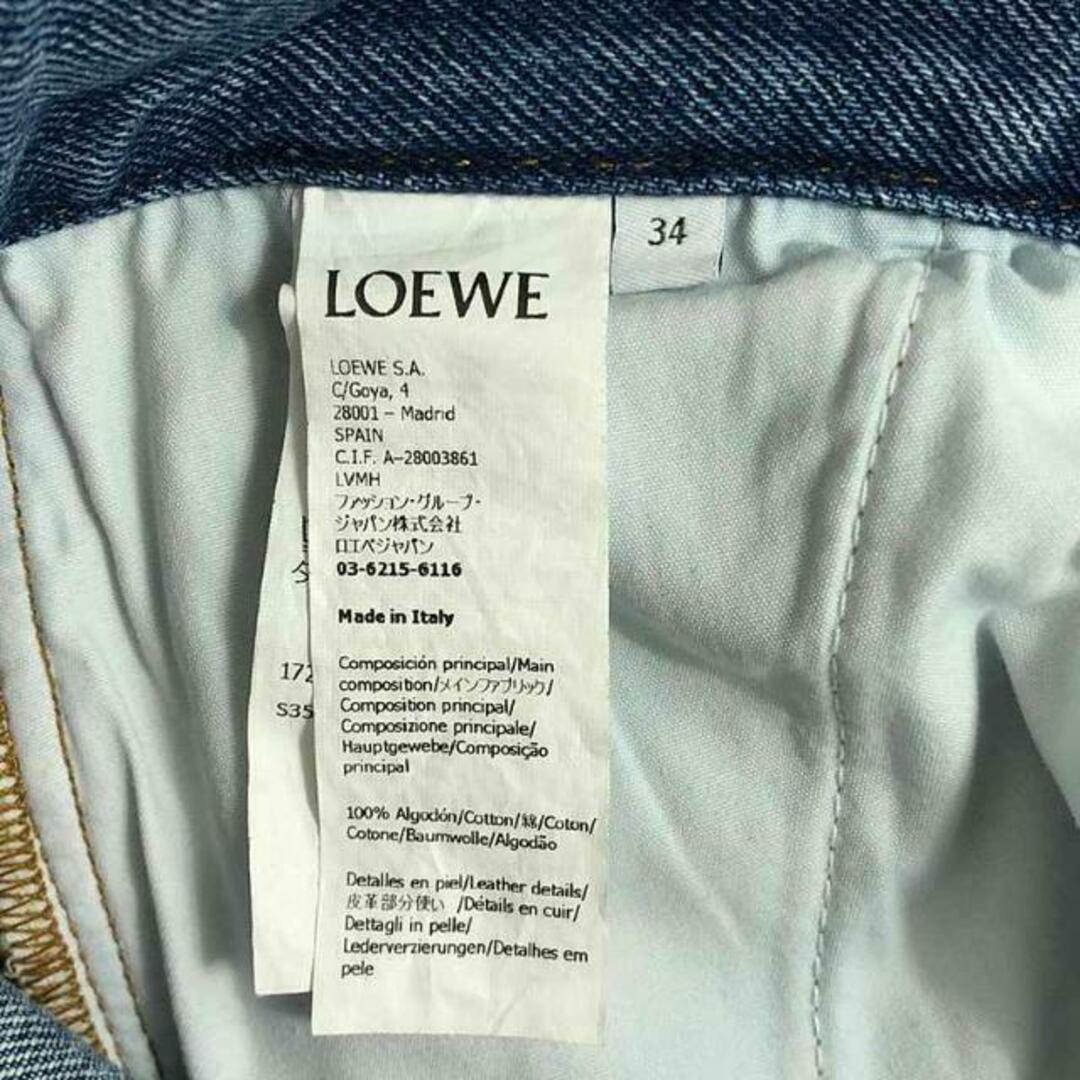 34
LOEWE
LOEWE S.A.
C/Goya, 4
28001 - Madrid
SPAIN
C.I.F. A-28003861
LVMH
ファッション・グループ・
ジャパン株式会社
ロエベジャパン
03-6215-6116
Made in Italy
Composición principal/Main
composition/メインファブリック/
Composition principal/
Composizione principale/
Hauptgewebe/Composição
principal
100% Algodón/Cotton/綿/Coton/
Cotone/Baumwolle/Algodão
Detalles en piel/Leather details/
皮革部分使い /Détails en cuir/
Dettagli in pelle/
Lederverzierungen/Detalhes em
pele
172
S35